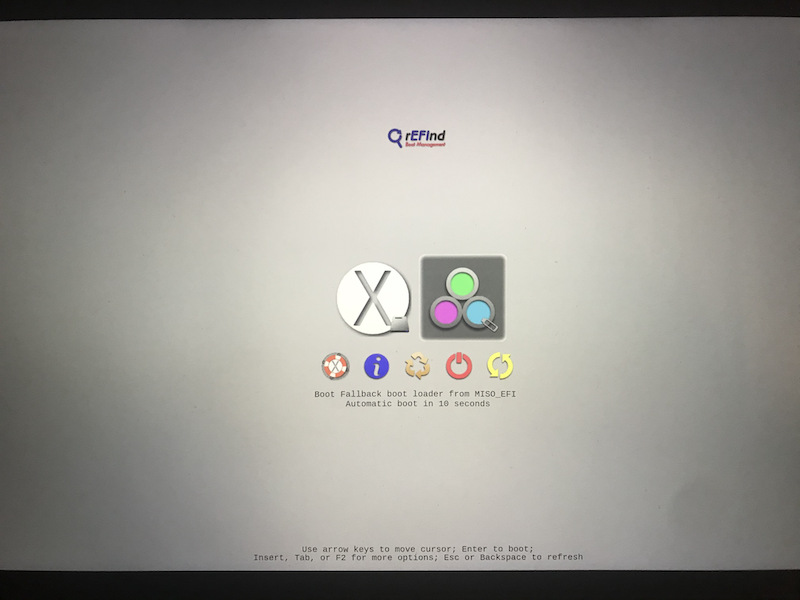 rEFInd
Boot Management
X
i
Boot Fallback boot loader from MISO_EFI
Automatic boot in 10 seconds
Use arrow keys to move cursor; Enter to boot;
Insert, Tab, or F2 for more options; Esc or Backspace to refresh